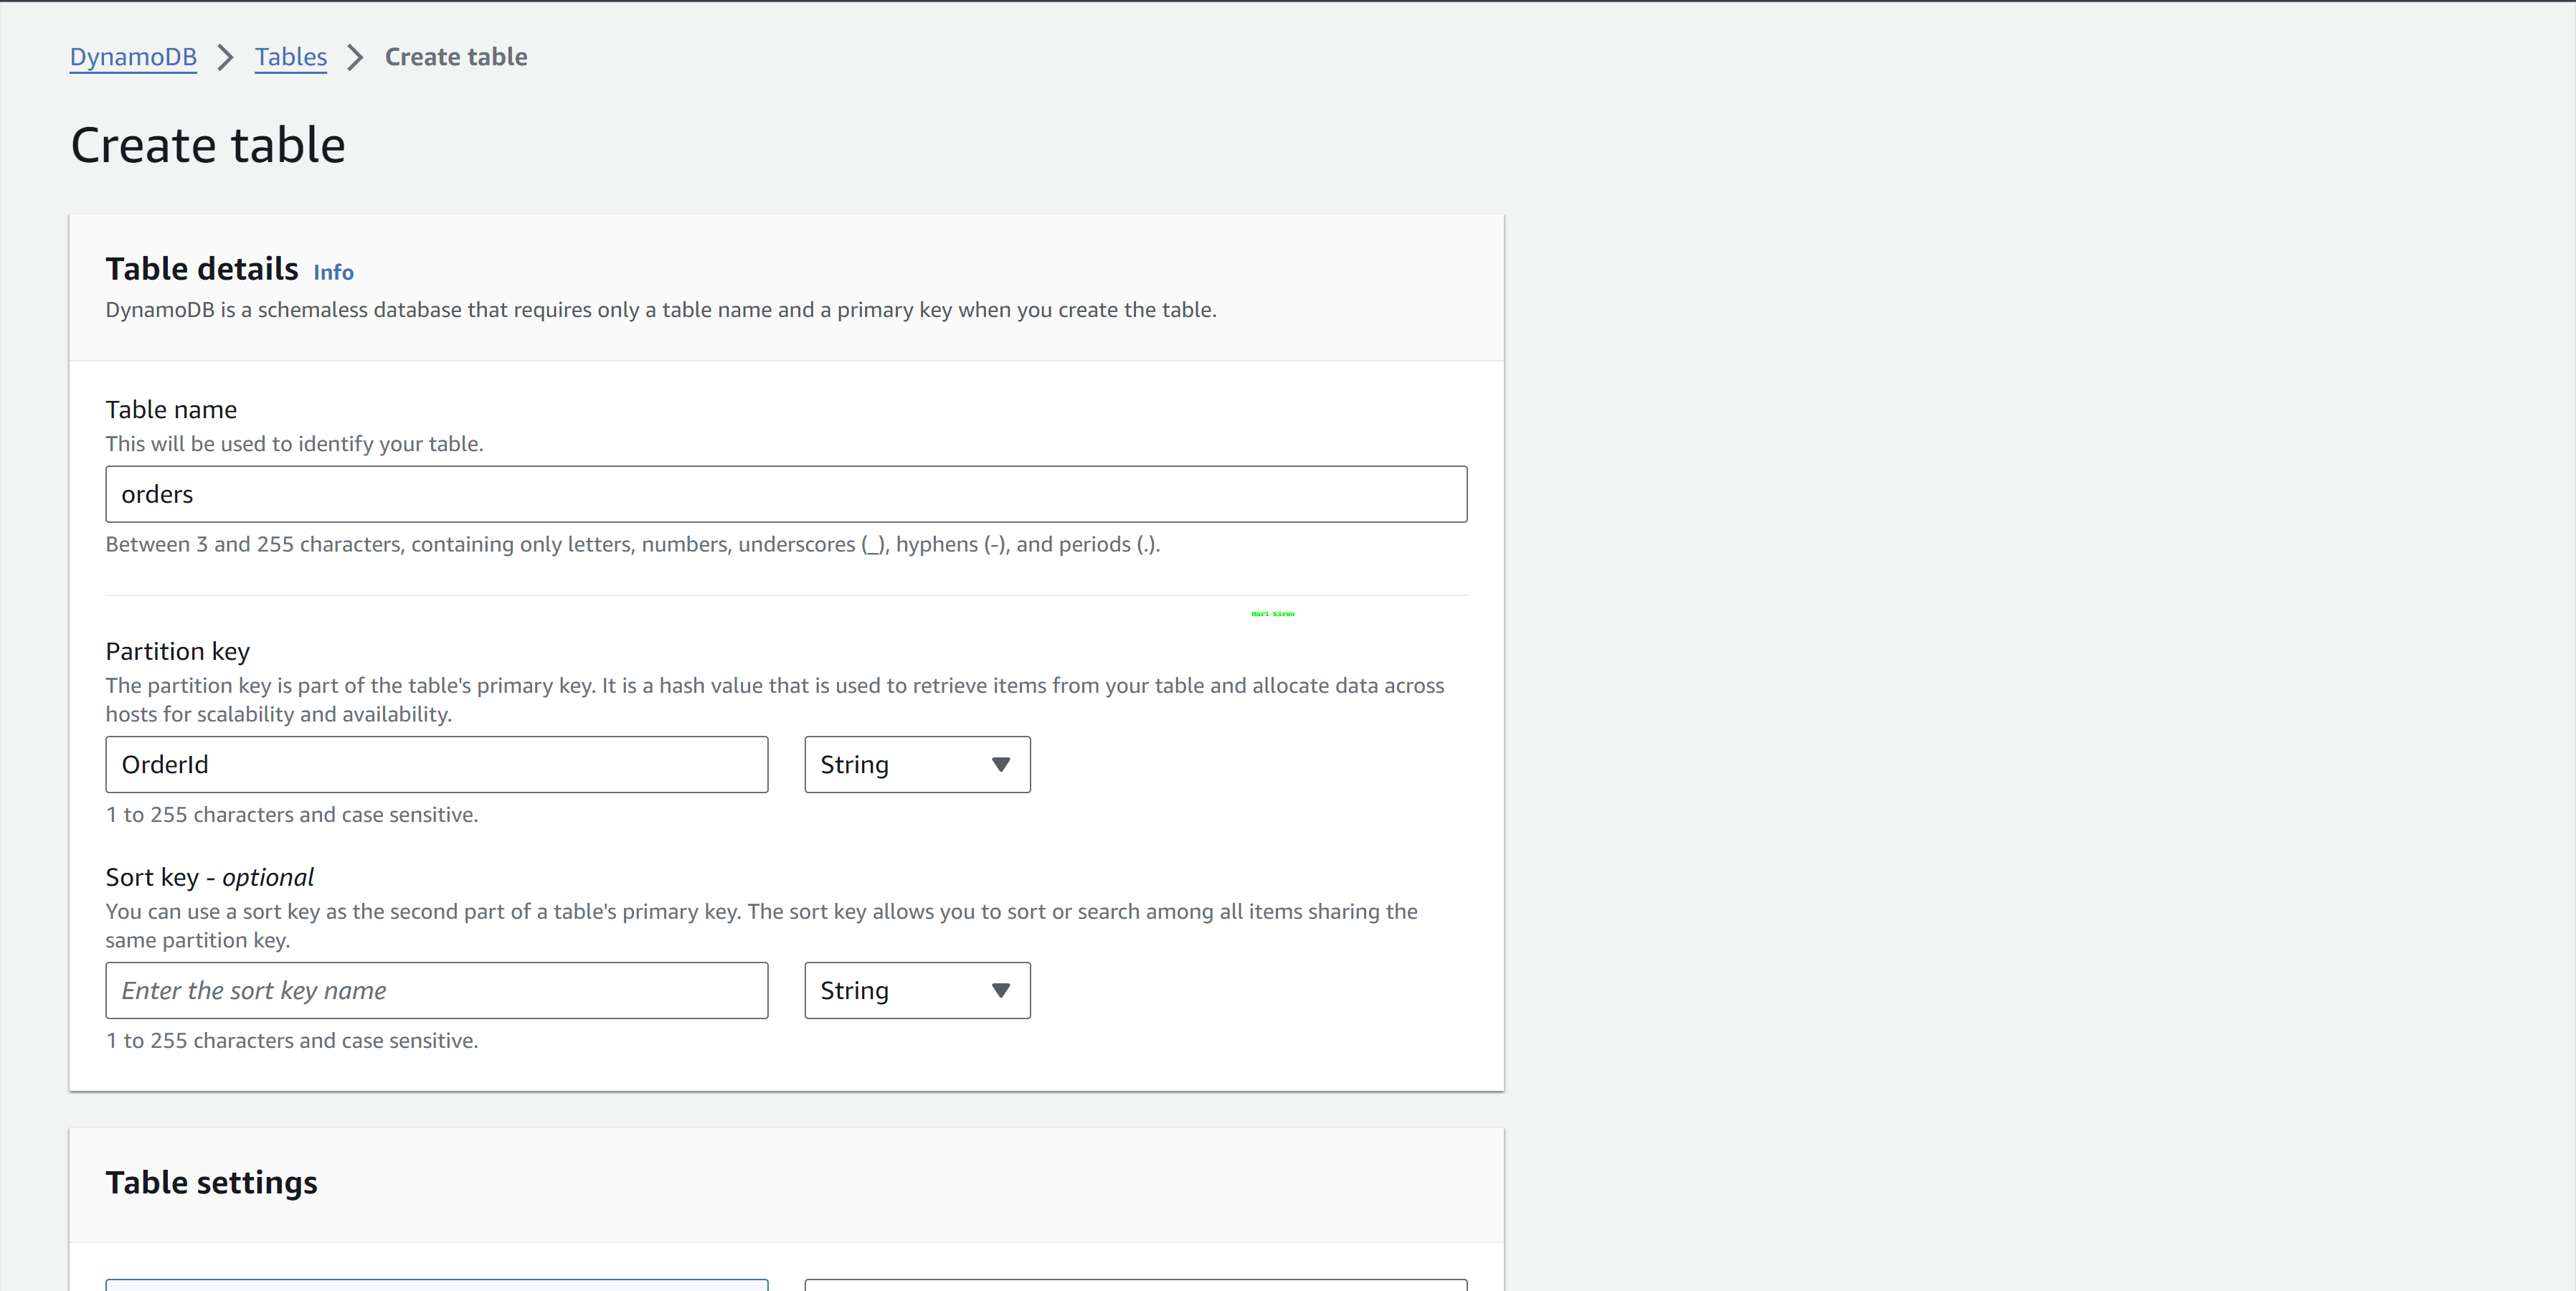 DynamoDB > Tables > Create table
Create table
Table details Info
DynamoDB is a schemaless database that requires only a table name and a primary key when you create the table.
Table name
This will be used to identify your table.
orders
Between 3 and 255 characters, containing only letters, numbers, underscores (_), hyphens (-), and periods (.).
Hari Kiran
Partition key
The partition key is part of the table's primary key. It is a hash value that is used to retrieve items from your table and allocate data across
hosts for scalability and availability.
OrderId String
1 to 255 characters and case sensitive.
Sort key - optional
You can use a sort key as the second part of a table's primary key. The sort key allows you to sort or search among all items sharing the
same partition key.
Enter the sort key name String
1 to 255 characters and case sensitive.
Table settings